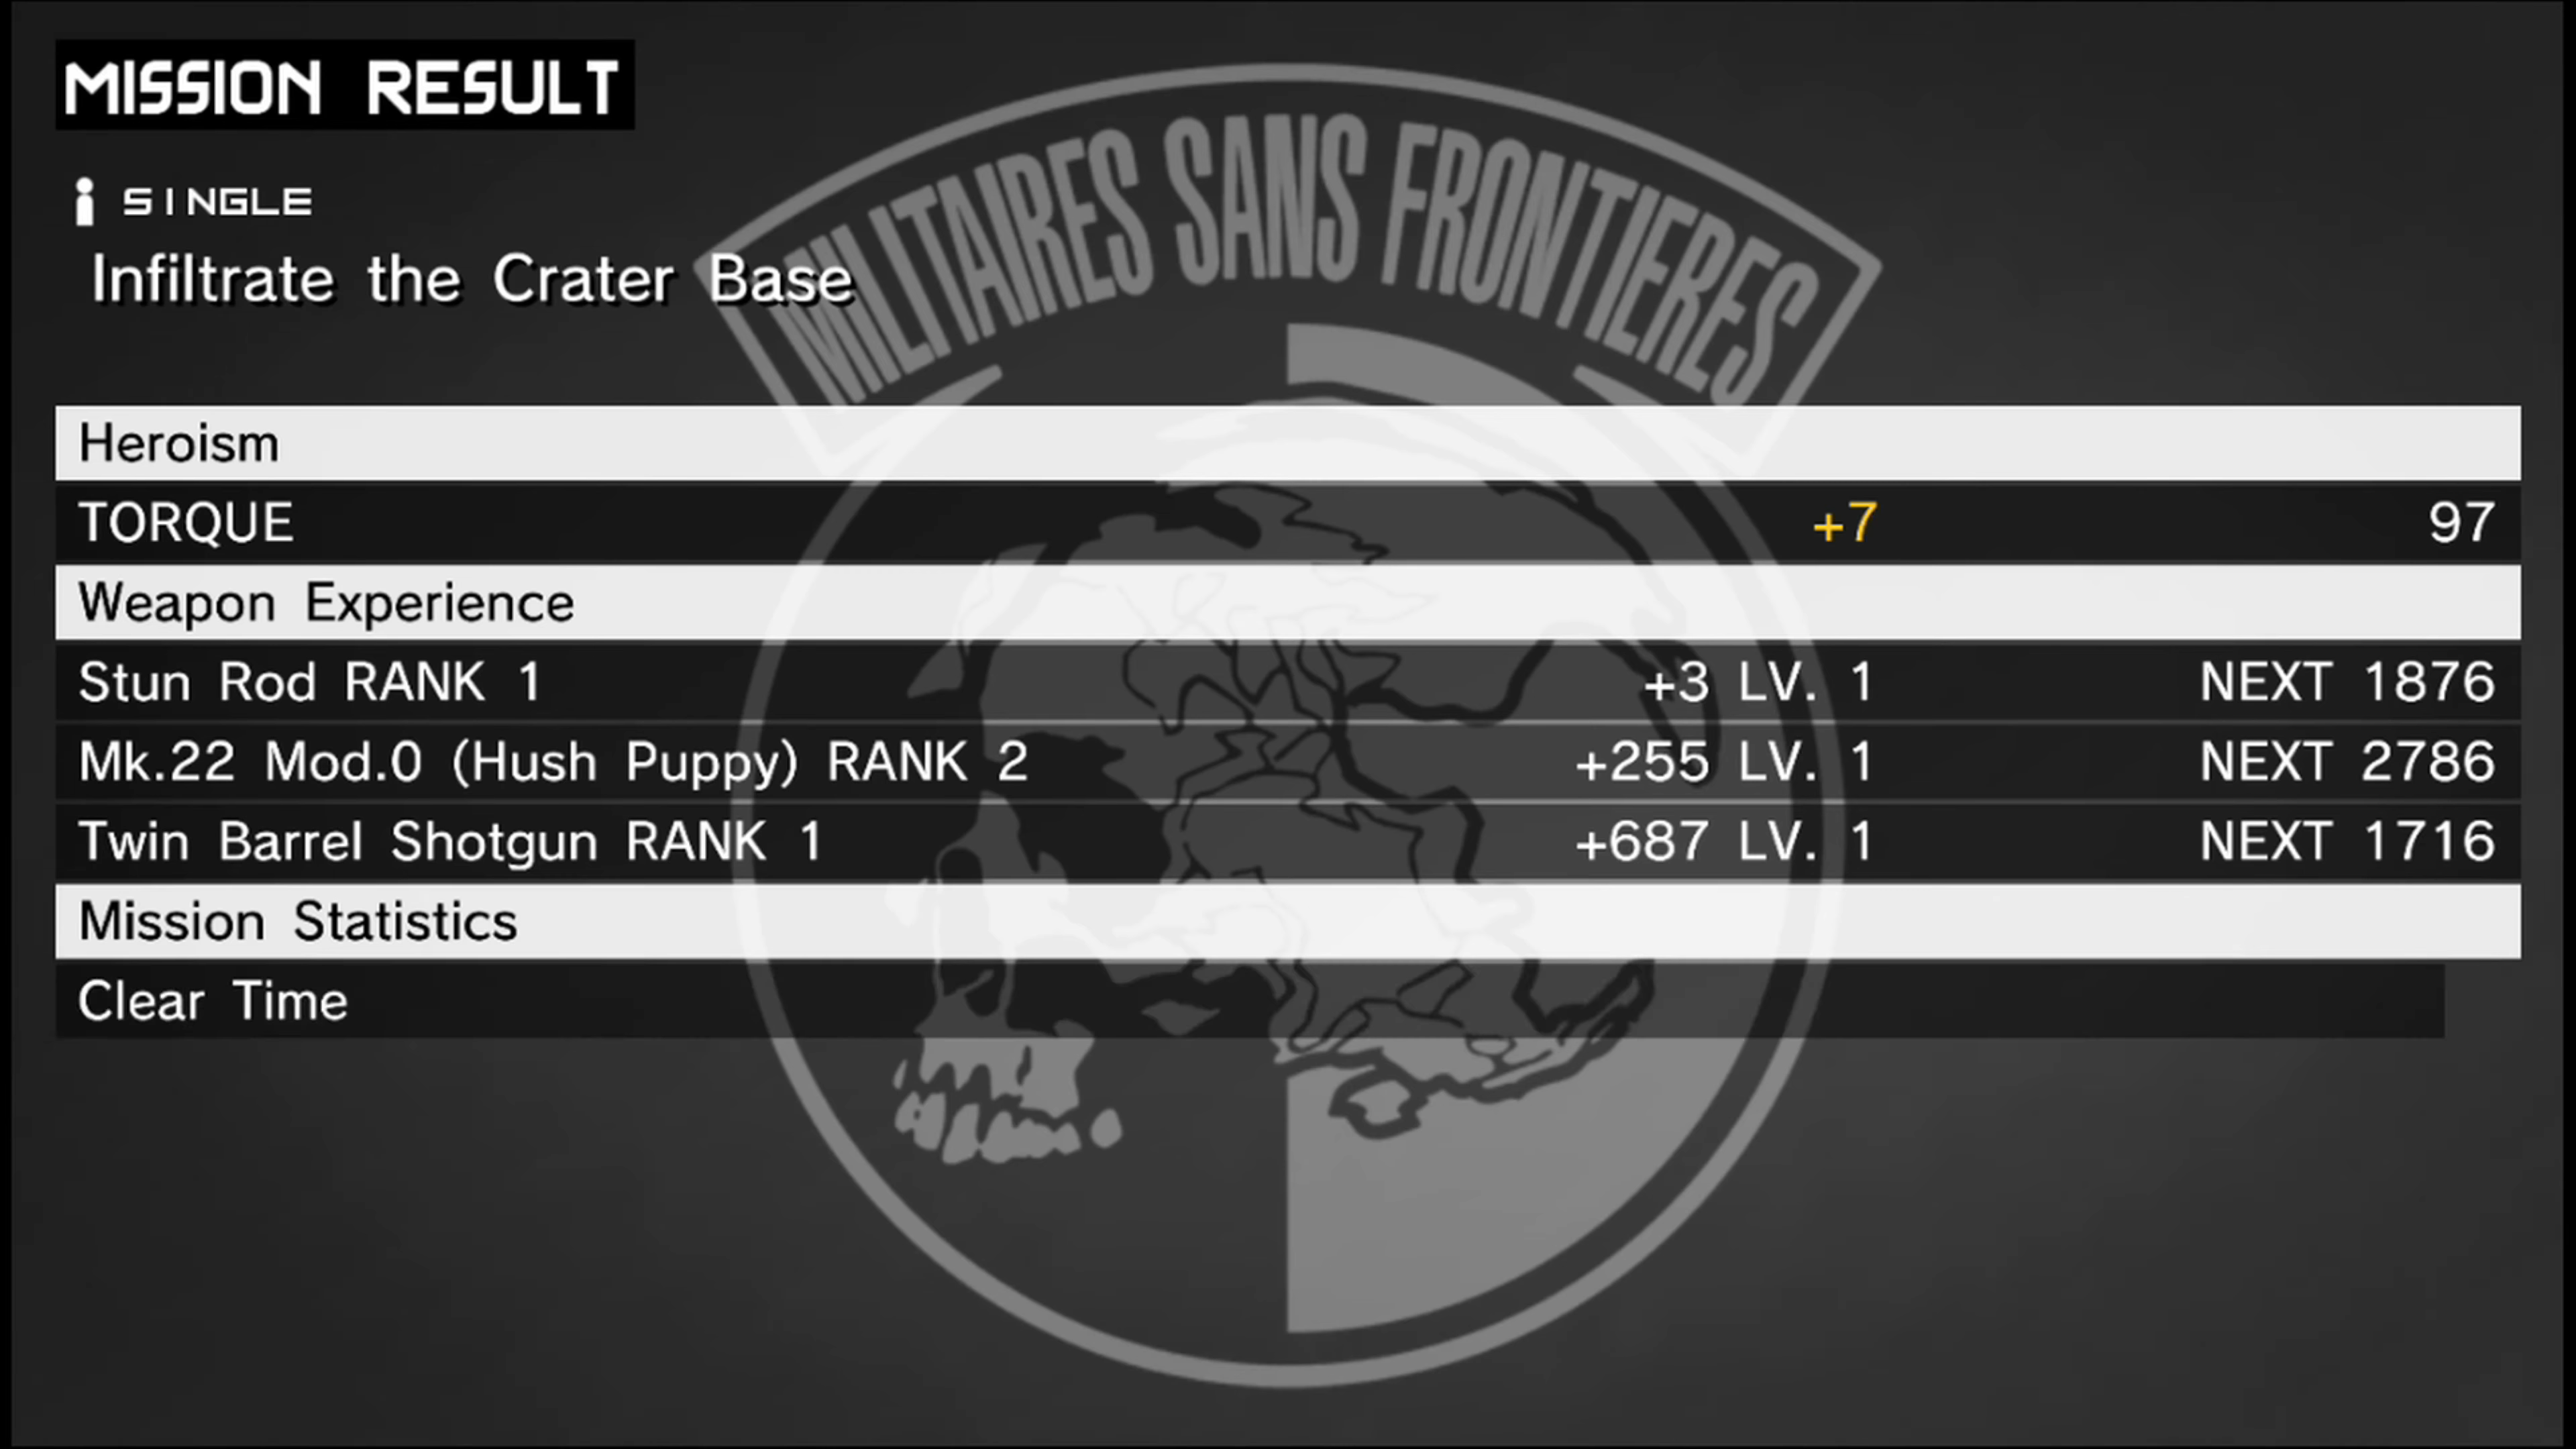 MISSION RESULT
SINGLE
Infiltrate the Crater Base
MILITAIRES SANS FRONTIERES
Heroism
TORQUE +7 97
Weapon Experience
Stun Rod RANK 1 +3 LV. 1 NEXT 1876
Mk.22 Mod.0 (Hush Puppy) RANK 2 +255 LV. 1 NEXT 2786
Twin Barrel Shotgun RANK 1 +687 LV. 1 NEXT 1716
Mission Statistics
Clear Time